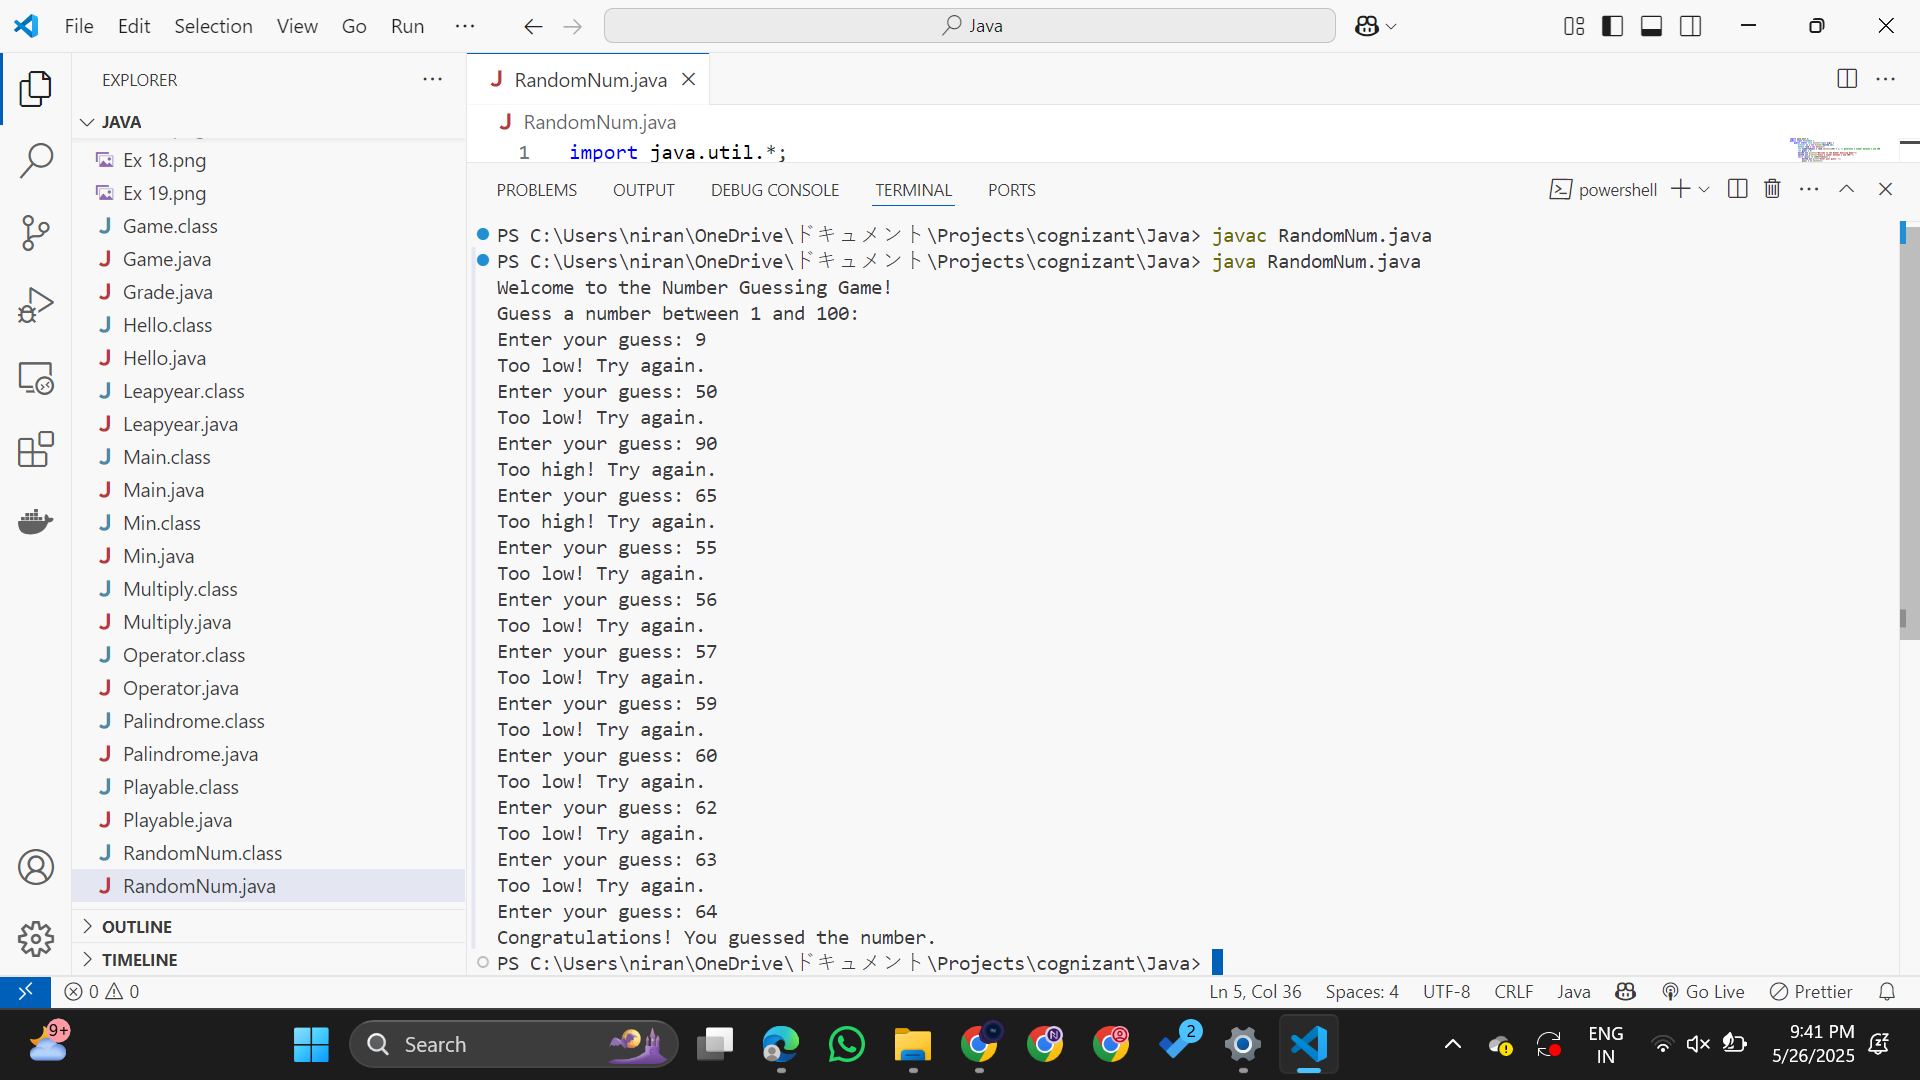 File Edit Selection View Go Run ... Java
EXPLORER ...
JAVA
Ex 18.png
Ex 19.png
Game.class
Game.java
Grade.java
Hello.class
Hello.java
Leapyear.class
Leapyear.java
Main.class
Main.java
Min.class
Min.java
Multiply.class
Multiply.java
Operator.class
Operator.java
Palindrome.class
Palindrome.java
Playable.class
Playable.java
RandomNum.class
RandomNum.java
OUTLINE
TIMELINE
RandomNum.java
RandomNum.java
1 import java.util.*;
PROBLEMS OUTPUT DEBUG CONSOLE TERMINAL PORTS powershell
PS C:\Users\niran\OneDrive\ドキュメント\Projects\cognizant\Java> javac RandomNum.java
PS C:\Users\niran\OneDrive\ドキュメント\Projects\cognizant\Java> java RandomNum.java
Welcome to the Number Guessing Game!
Guess a number between 1 and 100:
Enter your guess: 9
Too low! Try again.
Enter your guess: 50
Too low! Try again.
Enter your guess: 90
Too high! Try again.
Enter your guess: 65
Too high! Try again.
Enter your guess: 55
Too low! Try again.
Enter your guess: 56
Too low! Try again.
Enter your guess: 57
Too low! Try again.
Enter your guess: 59
Too low! Try again.
Enter your guess: 60
Too low! Try again.
Enter your guess: 62
Too low! Try again.
Enter your guess: 63
Too low! Try again.
Enter your guess: 64
Congratulations! You guessed the number.
PS C:\Users\niran\OneDrive\ドキュメント\Projects\cognizant\Java>
0 0 Ln 5, Col 36 Spaces: 4 UTF-8 CRLF Java Go Live Prettier
9+ Search 2 ENG 9:41 PM
IN 5/26/2025